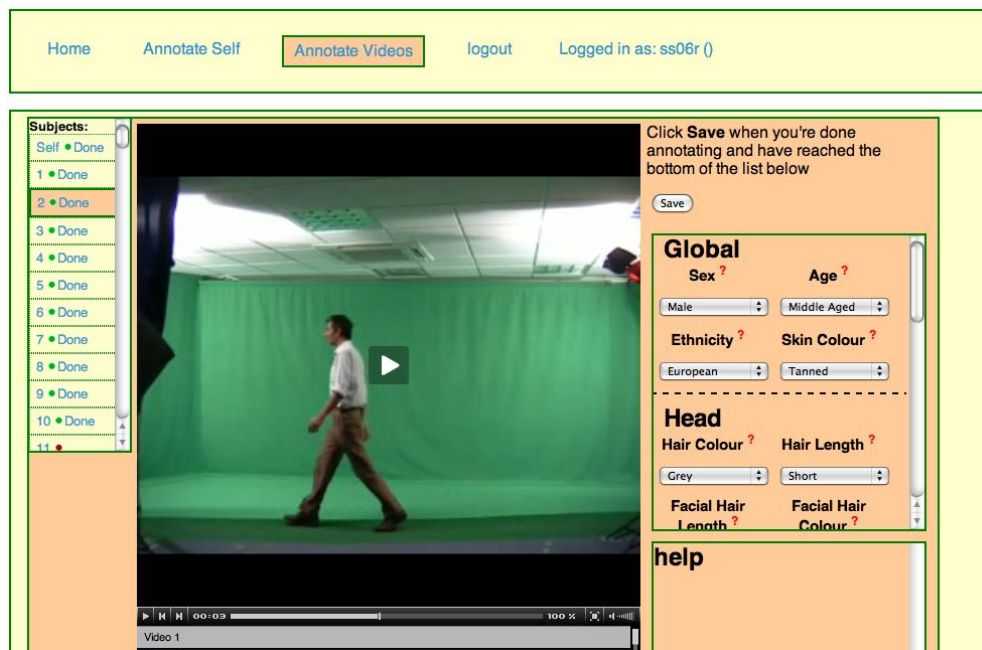 Home Annotate Self Annotate Videos logout Logged in as: ss06r ()
Subjects:
Self • Done
1 • Done
2 • Done
3 • Done
4 • Done
5 • Done
6 • Done
7 • Done
8 • Done
9 • Done
10 • Done
11 •
00:03 100 %
Video 1
Click Save when you're done
annotating and have reached the
bottom of the list below
Save
Global
Sex ? Age ?
Male Middle Aged
Ethnicity ? Skin Colour ?
European Tanned
Head
Hair Colour ? Hair Length ?
Grey Short
Facial Hair Facial Hair
Length ? Colour ?
help